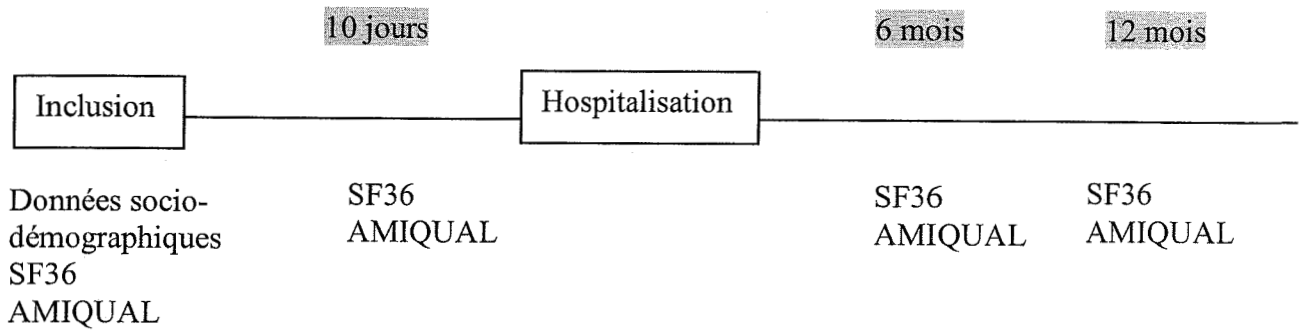 10 jours
6 mois
12 mois
Inclusion
Hospitalisation
Données socio-
démographiques
SF36
AMIQUAL
SF36
AMIQUAL
SF36
AMIQUAL
SF36
AMIQUAL